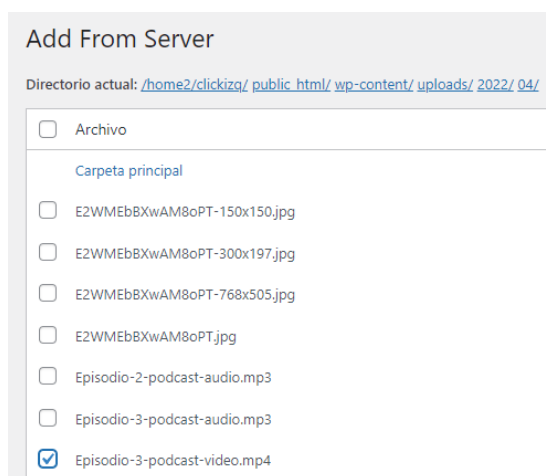 Add From Server
Directorio actual: /home2/clickizq/ public_html/ wp-content/ uploads/ 2022/ 04/
Archivo
Carpeta principal
E2WMEbBXwAM8oPT-150x150.jpg
E2WMEbBXwAM8oPT-300x197.jpg
E2WMEbBXwAM8oPT-768x505.jpg
E2WMEbBXwAM8oPT.jpg
Episodio-2-podcast-audio.mp3
Episodio-3-podcast-audio.mp3
Episodio-3-podcast-video.mp4